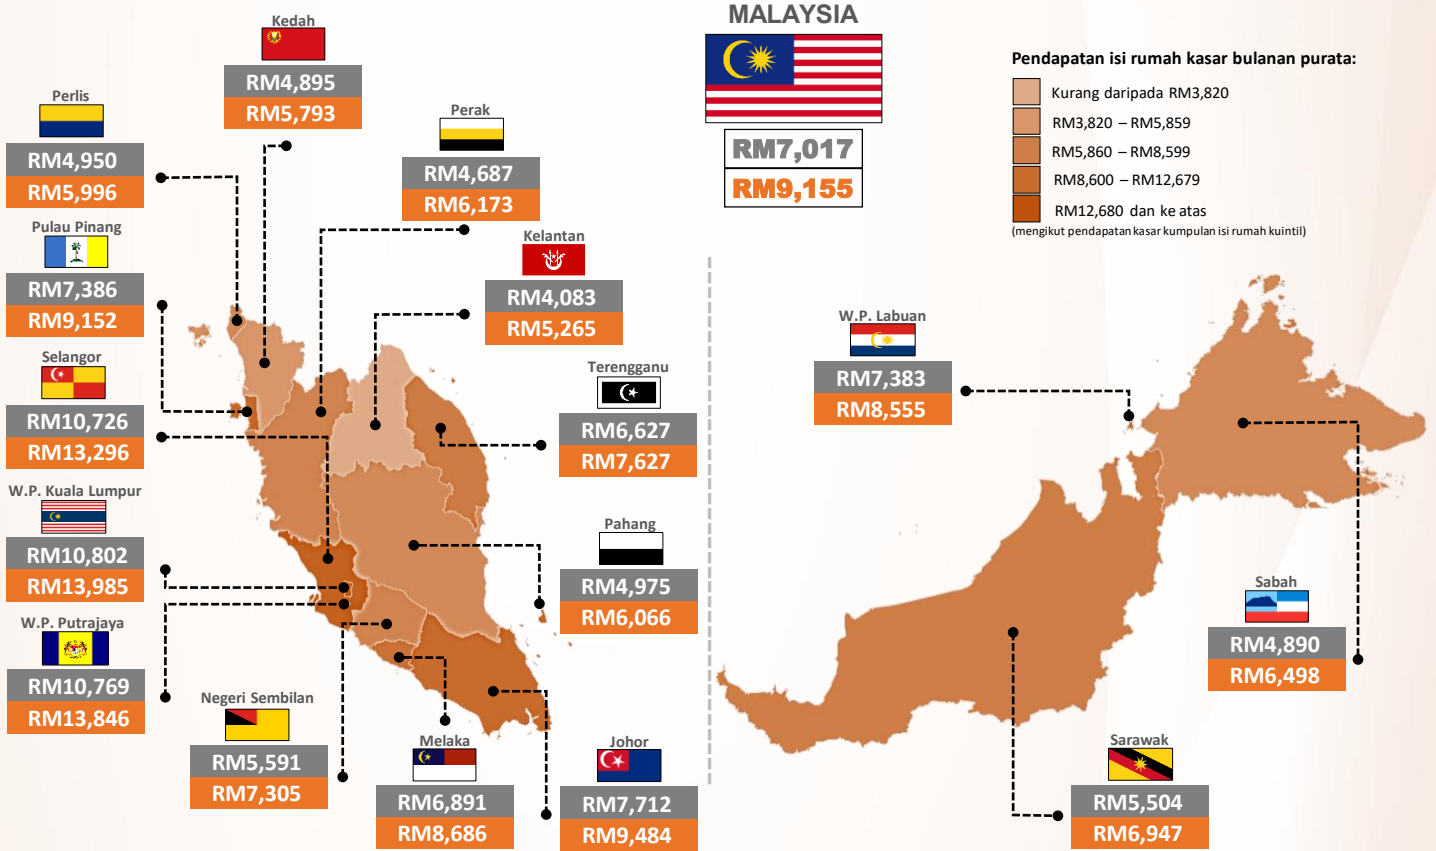 MALAYSIA
RM7,017
RM9,155
Pendapatan isi rumah kasar bulanan purata:
Kurang daripada RM3,820
RM3,820 – RM5,859
RM5,860 – RM8,599
RM8,600 – RM12,679
RM12,680 dan ke atas
(mengikut pendapatan kasar kumpulan isi rumah kuintil)
Kedah
RM4,895
RM5,793
Perlis
RM4,950
RM5,996
Perak
RM4,687
RM6,173
Pulau Pinang
RM7,386
RM9,152
Kelantan
RM4,083
RM5,265
Selangor
RM10,726
RM13,296
Terengganu
RM6,627
RM7,627
W.P. Kuala Lumpur
RM10,802
RM13,985
Pahang
RM4,975
RM6,066
W.P. Putrajaya
RM10,769
RM13,846
Negeri Sembilan
RM5,591
RM7,305
Melaka
RM6,891
RM8,686
Johor
RM7,712
RM9,484
W.P. Labuan
RM7,383
RM8,555
Sabah
RM4,890
RM6,498
Sarawak
RM5,504
RM6,947